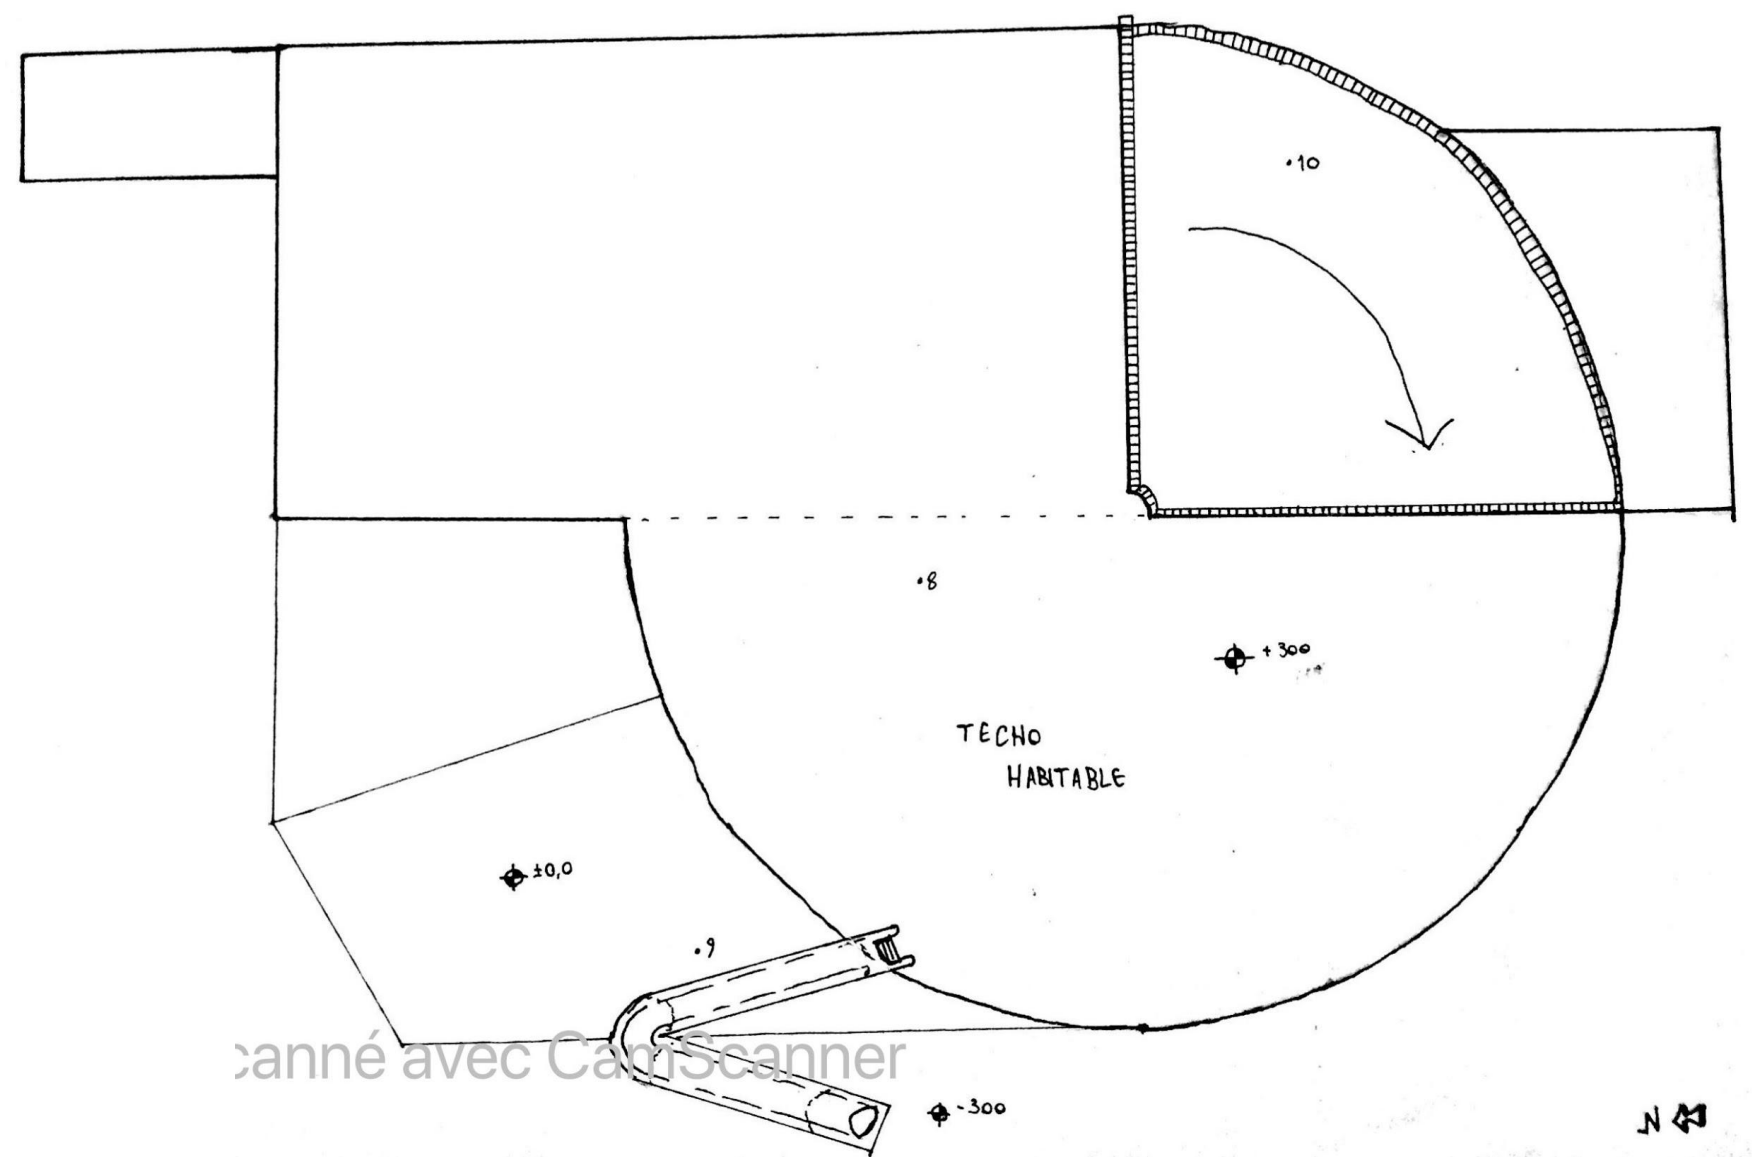 .10
.8
+300
TECHO
HABITABLE
±0,0
.9
canné avec CamScanner
-300
N